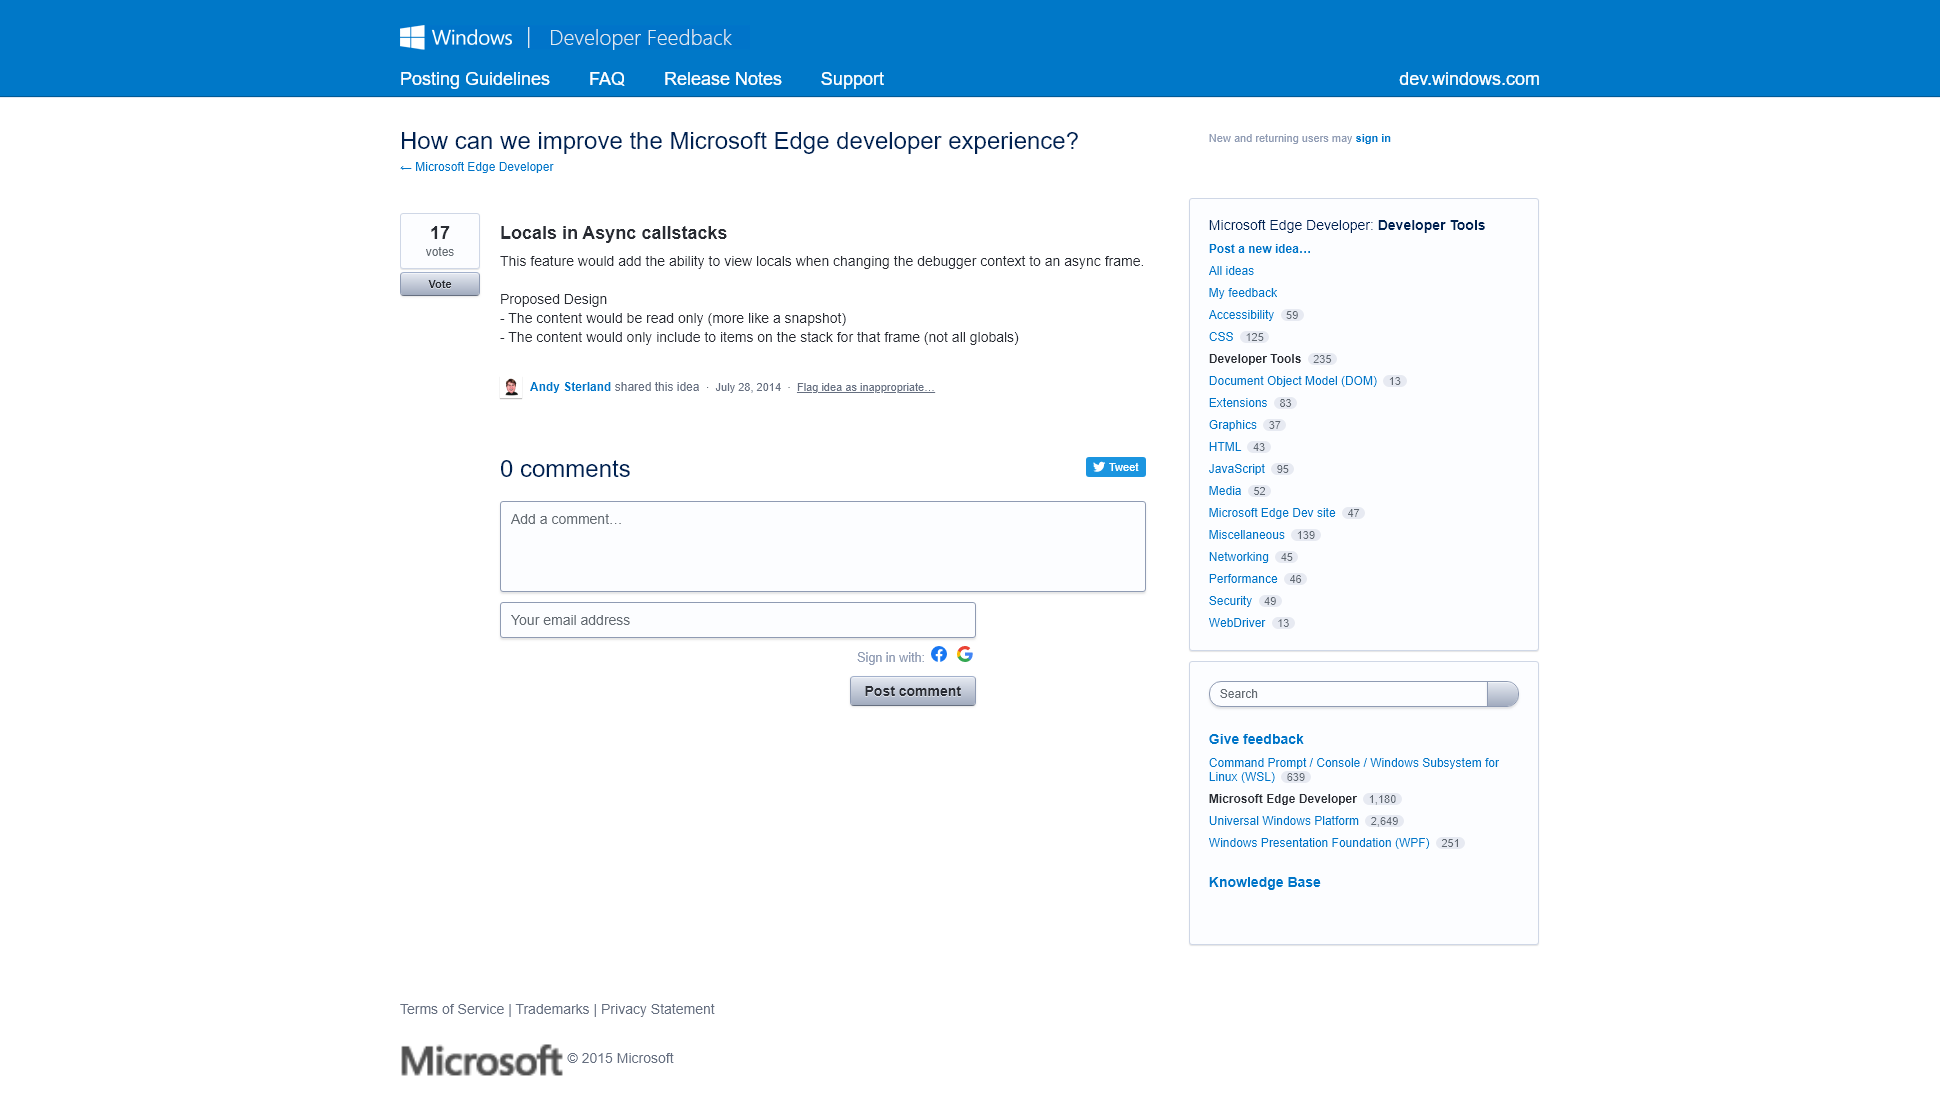 Windows | Developer Feedback
Posting Guidelines FAQ Release Notes Support dev.windows.com
How can we improve the Microsoft Edge developer experience?
← Microsoft Edge Developer
New and returning users may sign in
17
votes
Vote
Locals in Async callstacks
This feature would add the ability to view locals when changing the debugger context to an async frame.
Proposed Design
- The content would be read only (more like a snapshot)
- The content would only include to items on the stack for that frame (not all globals)
Andy Sterland shared this idea · July 28, 2014 · Flag idea as inappropriate…
0 comments
Tweet
Add a comment…
Your email address
Sign in with:
Post comment
Microsoft Edge Developer: Developer Tools
Post a new idea…
All ideas
My feedback
Accessibility 59
CSS 125
Developer Tools 235
Document Object Model (DOM) 13
Extensions 83
Graphics 37
HTML 43
JavaScript 95
Media 52
Microsoft Edge Dev site 47
Miscellaneous 139
Networking 45
Performance 46
Security 49
WebDriver 13
Search
Give feedback
Command Prompt / Console / Windows Subsystem for
Linux (WSL) 639
Microsoft Edge Developer 1,180
Universal Windows Platform 2,649
Windows Presentation Foundation (WPF) 251
Knowledge Base
Terms of Service | Trademarks | Privacy Statement
Microsoft © 2015 Microsoft